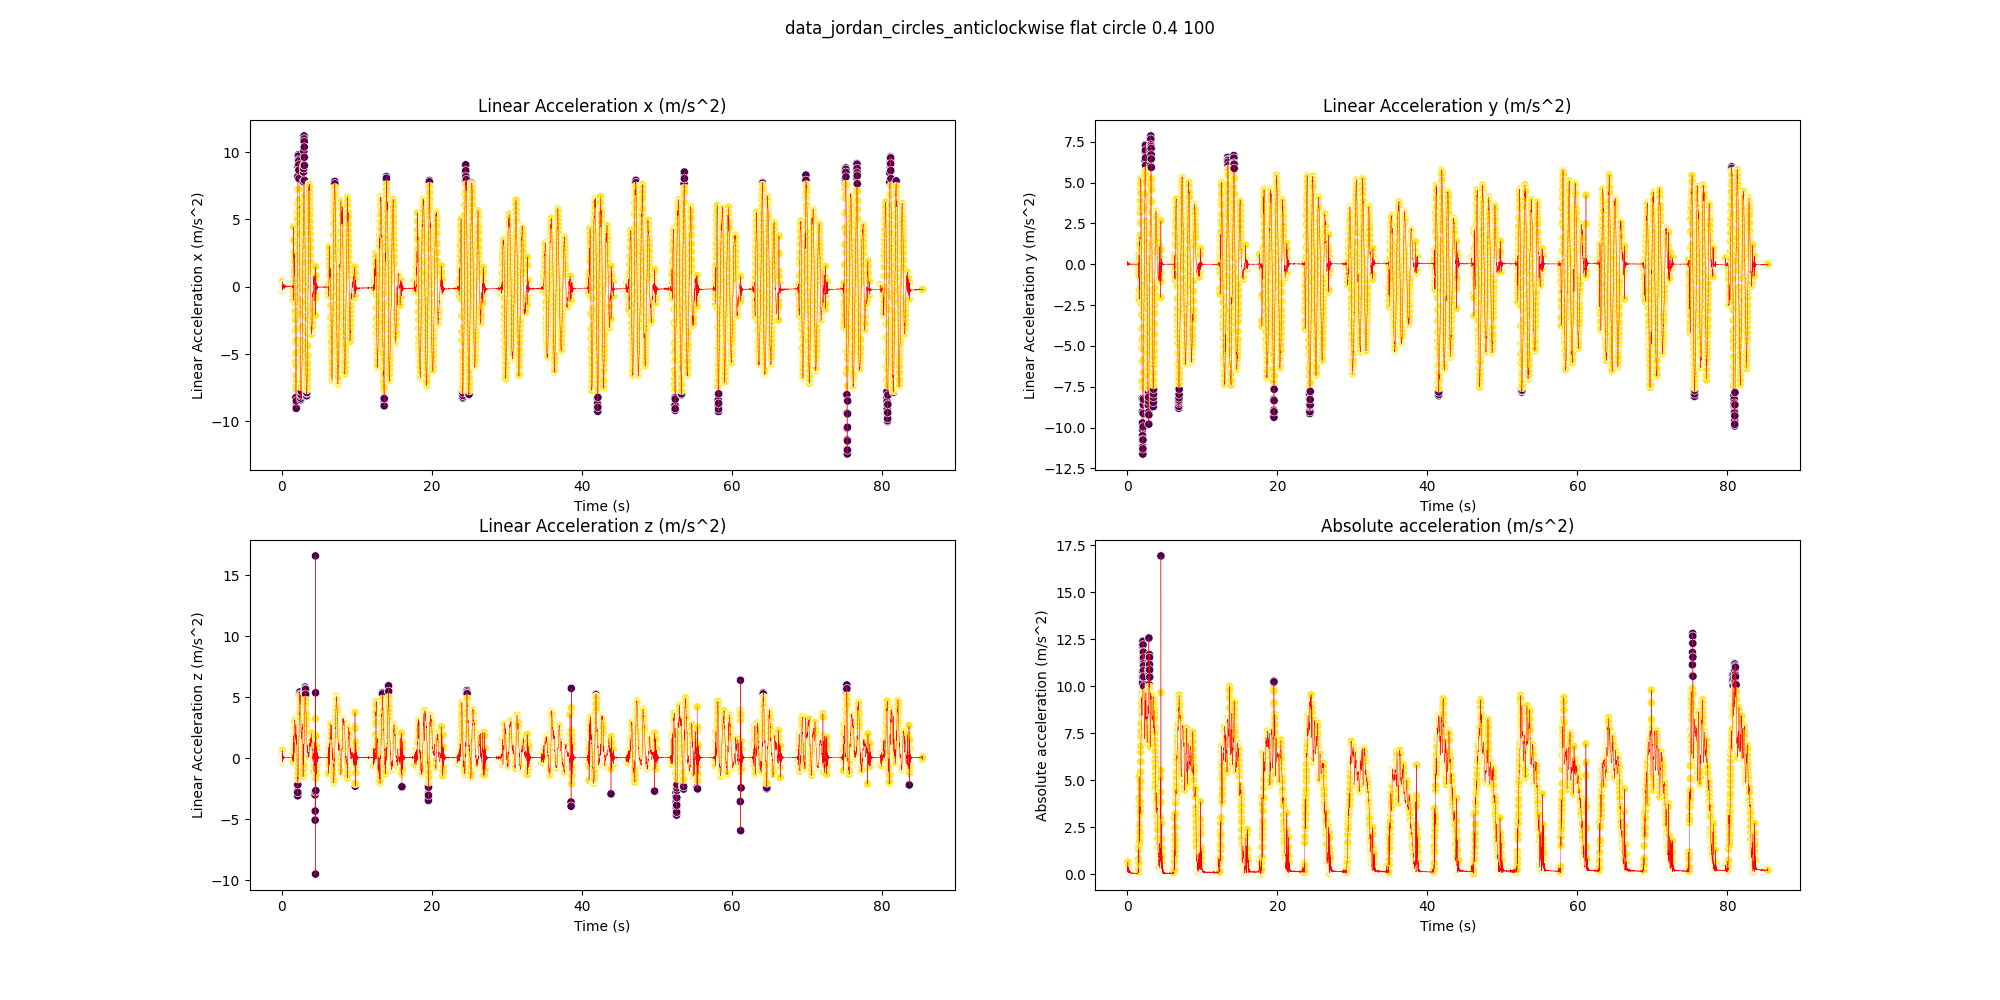 data_jordan_circles_anticlockwise flat circle 0.4 100
Linear Acceleration x (m/s^2)
Linear Acceleration x (m/s^2)
10
5
0
−5
−10
0 20 40 60 80
Time (s)
Linear Acceleration y (m/s^2)
Linear Acceleration y (m/s^2)
7.5
5.0
2.5
0.0
−2.5
−5.0
−7.5
−10.0
−12.5
0 20 40 60 80
Time (s)
Linear Acceleration z (m/s^2)
Linear Acceleration z (m/s^2)
15
10
5
0
−5
−10
0 20 40 60 80
Time (s)
Absolute acceleration (m/s^2)
Absolute acceleration (m/s^2)
17.5
15.0
12.5
10.0
7.5
5.0
2.5
0.0
0 20 40 60 80
Time (s)